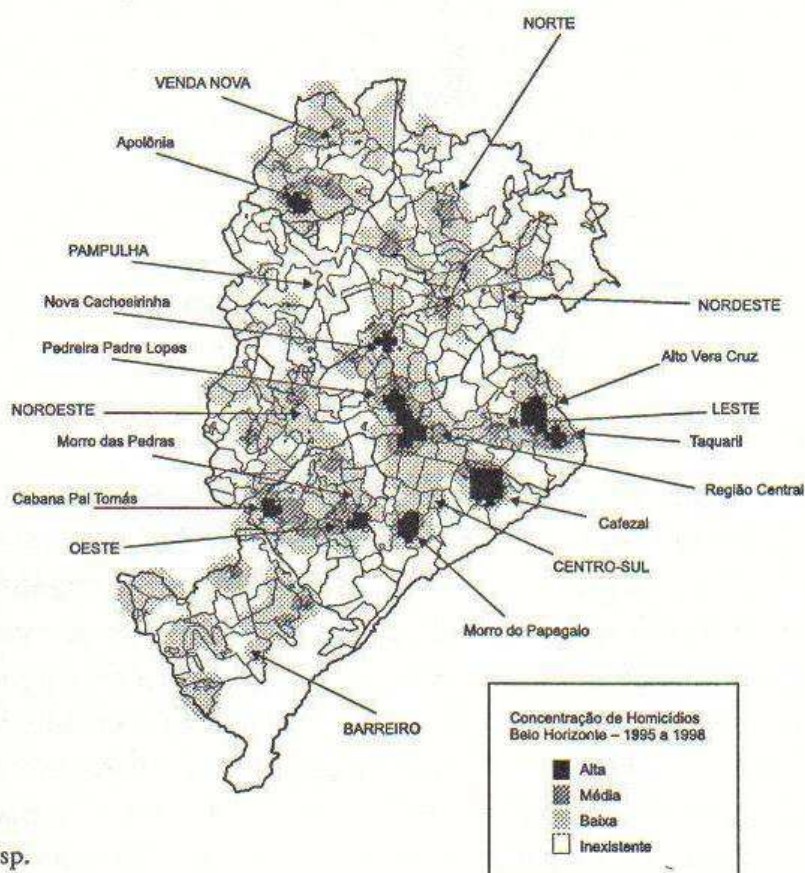 NORTE
VENDA NOVA
Apolônia
PAMPULHA
Nova Cachoeirinha
NORDESTE
Pedreira Padre Lopes
Alto Vera Cruz
NOROESTE
LESTE
Morro das Pedras
Taquaril
Cabana Pal Tomás
Região Central
Cafezal
OESTE
CENTRO-SUL
Morro do Papagaio
BARREIRO
Concentração de Homicídios
Belo Horizonte – 1995 a 1998
Alta
Média
Baixa
Inexistente
sp.